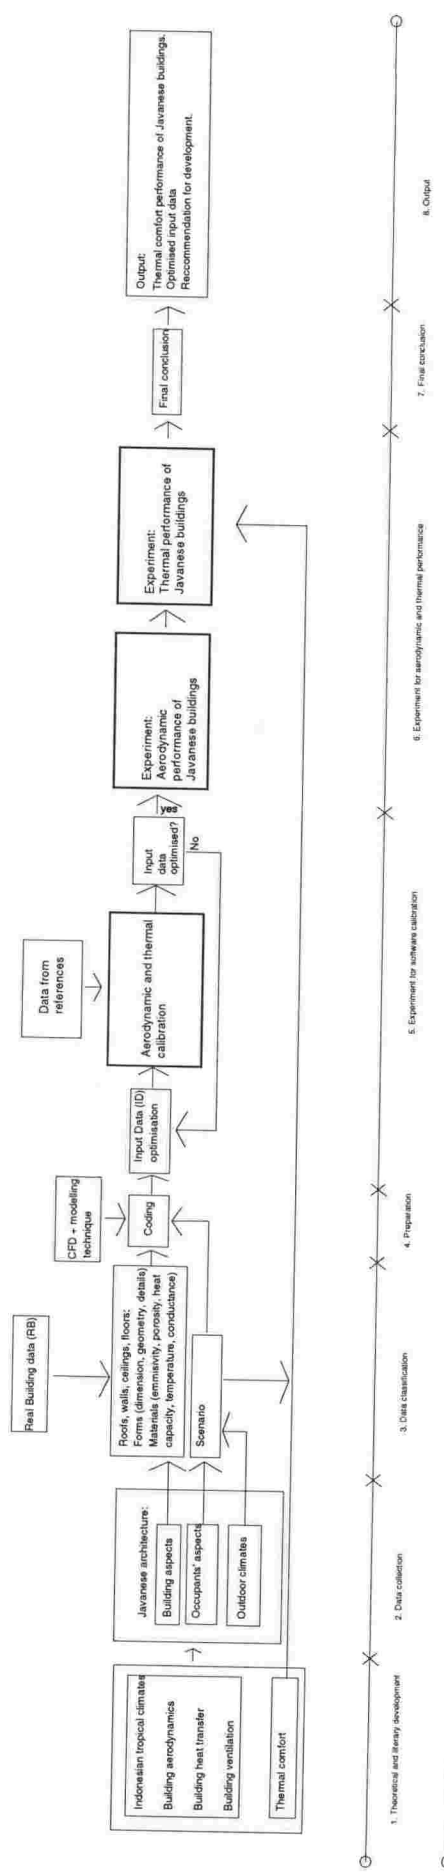 Indonesian tropical climates
Building aerodynamics
Building heat transfer
Building ventilation
Thermal comfort
Javanese architecture:
Building aspects
Occupants' aspects
Outdoor climates
Real Building data (RB)
Roofs, walls, ceilings, floors:
Forms (dimension, geometry, details)
Materials (emmisivity, porosity, heat
capacity, temperature, conductance)
Scenario
CFD + modelling
technique
Coding
Input Data (ID)
optimisation
Data from
references
Aerodynamic and thermal
calibration
Input
data
optimised?
yes
No
Experiment:
Aerodynamic
performance of
Javanese buildings
Experiment:
Thermal performance of
Javanese buildings
Final conclusion
Output:
Thermal comfort performance of Javanese buildings.
Optimised input data
Reccommendation for development.
1. Theoretical and literary development
2. Data collection
3. Data classification
4. Preparation
5. Experiment for software calibration
6. Experiment for aerodynamic and thermal performance
7. Final conclusion
8. Output